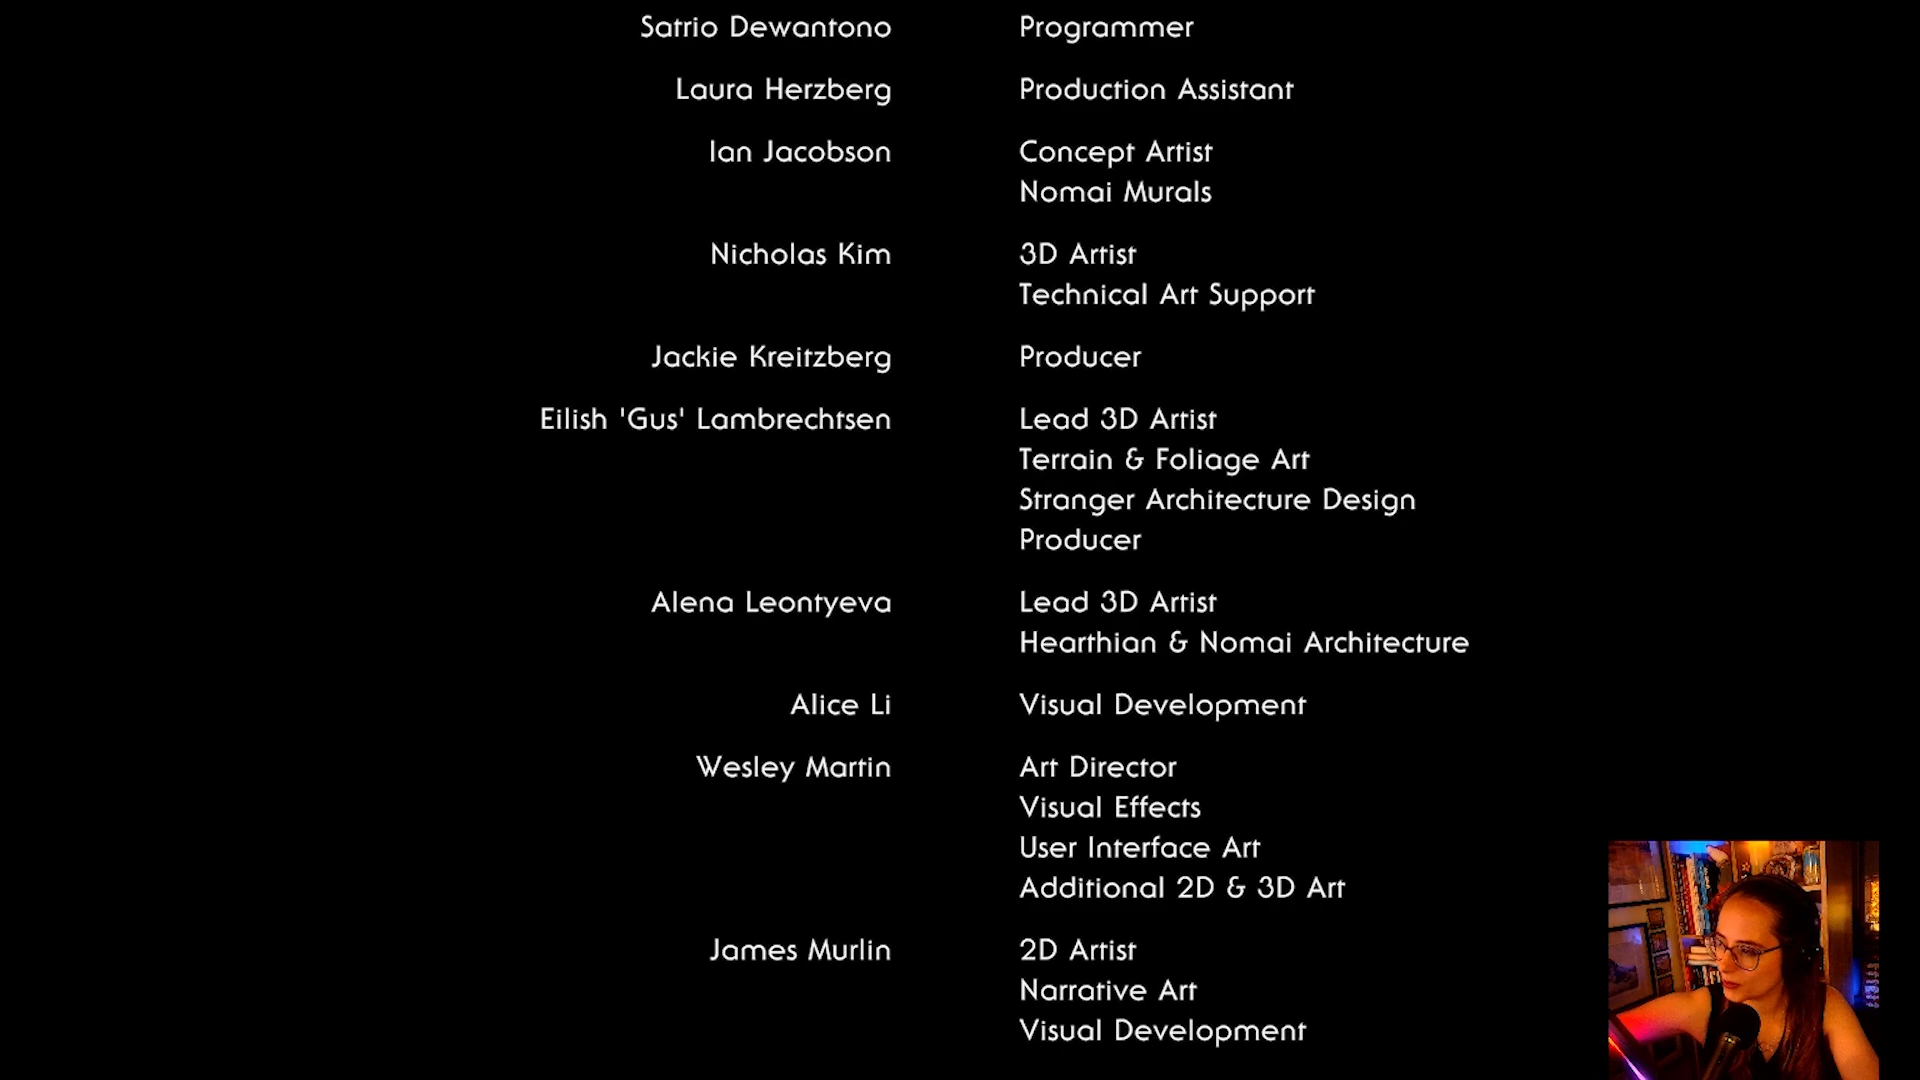 Satrio Dewantono Programmer
Laura Herzberg Production Assistant
Ian Jacobson Concept Artist
Nomai Murals
Nicholas Kim 3D Artist
Technical Art Support
Jackie Kreitzberg Producer
Eilish 'Gus' Lambrechtsen Lead 3D Artist
Terrain & Foliage Art
Stranger Architecture Design
Producer
Alena Leontyeva Lead 3D Artist
Hearthian & Nomai Architecture
Alice Li Visual Development
Wesley Martin Art Director
Visual Effects
User Interface Art
Additional 2D & 3D Art
James Murlin 2D Artist
Narrative Art
Visual Development